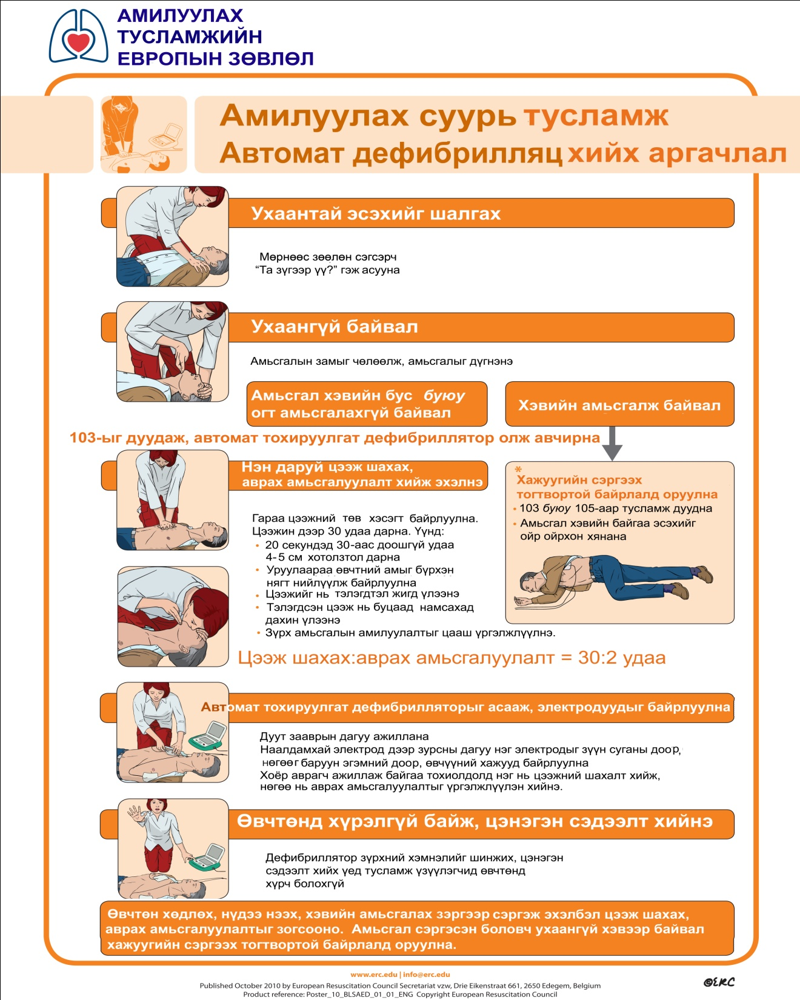 АМИЛУУЛАХ
ТУСЛАМЖИЙН
ЕВРОПЫН ЗӨВЛӨЛ
Амилуулах суурь тусламж
Автомат дефибрилляц хийх аргачлал
Ухаантай эсэхийг шалгах
Мөрнөөс зөөлөн сэгсэрч
“Та зүгээр үү?” гэж асууна
Ухаангүй байвал
Амьсгалын замыг чөлөөлж, амьсгалыг дүгнэнэ
Амьсгал хэвийн бус буюу
огт амьсгалахгүй байвал
Хэвийн амьсгалж байвал
103-ыг дуудаж, автомат тохируулгат дефибриллятор олж авчирна
Нэн даруй цээж шахах,
аврах амьсгалуулалт хийж эхэлнэ
*
Хажуугийн сэргээх
тогтвортой байрлалд оруулна
• 103 буюу 105-аар тусламж дуудна
• Амьсгал хэвийн байгаа эсэхийг
ойр ойрхон хянана
Гараа цээжний төв хэсэгт байрлуулна.
Цээжин дээр 30 удаа дарна. Үүнд:
• 20 секундэд 30-аас доошгүй удаа
4-5 см хотолзтол дарна
• Уруулаараа өвчтний амыг бүрхэн
нягт нийлүүлж байрлуулна
• Цээжийг нь тэлэгдтэл жигд үлээнэ
• Тэлэгдсэн цээж нь буцаад намсахад
дахин үлээнэ
• Зүрх амьсгалын амилуулалтыг цааш үргэлжлүүлнэ.
Цээж шахах:аврах амьсгалуулалт = 30:2 удаа
Автомат тохируулгат дефибрилляторыг асааж, электродуудыг байрлуулна
Дуут зааврын дагуу ажиллана
Наалдамхай электрод дээр зурсны дагуу нэг электродыг зүүн суганы доор,
нөгөөг баруун эгэмний доор, өвчүүний хажууд байрлуулна
Хоёр аврагч ажиллаж байгаа тохиолдолд нэг нь цээжний шахалт хийж,
нөгөө нь аврах амьсгалуулалтыг үргэлжлүүлэн хийнэ.
Өвчтөнд хүрэлгүй байж, цэнэгэн сэдээлт хийнэ
Дефибриллятор зүрхний хэмнэлийг шинжих, цэнэгэн
сэдээлт хийх үед тусламж үзүүлэгчид өвчтөнд
хүрч болохгүй
Өвчтөн хөдлөх, нүдээ нээх, хэвийн амьсгалах зэргээр сэргэж эхэлбэл цээж шахах,
аврах амьсгалуулалтыг зогсооно. Амьсгал сэргэсэн боловч ухаангүй хэвээр байвал
хажуугийн сэргээх тогтвортой байрлалд оруулна.
www.erc.edu | info@erc.edu
Published October 2010 by European Resuscitation Council Secretariat vzw, Drie Eikenstraat 661, 2650 Edegem, Belgium
Product reference: Poster_10_BLSAED_01_01_ENG Copyright European Resuscitation Council
©ERC